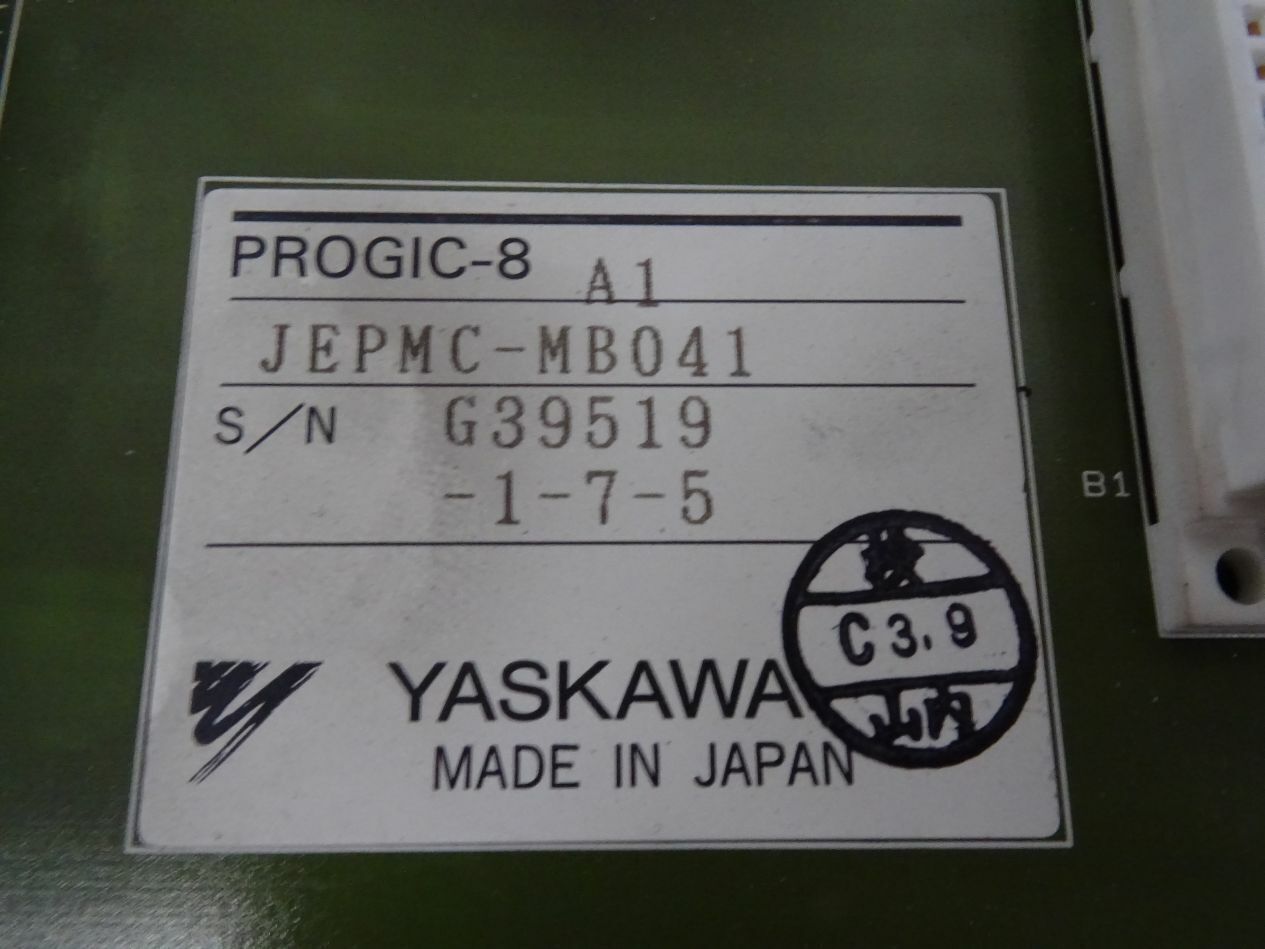 PROGIC-8 A1
JEPMC-MB041
S/N G39519
-1-7-5
B1
C3.9
YASKAWA
MADE IN JAPAN